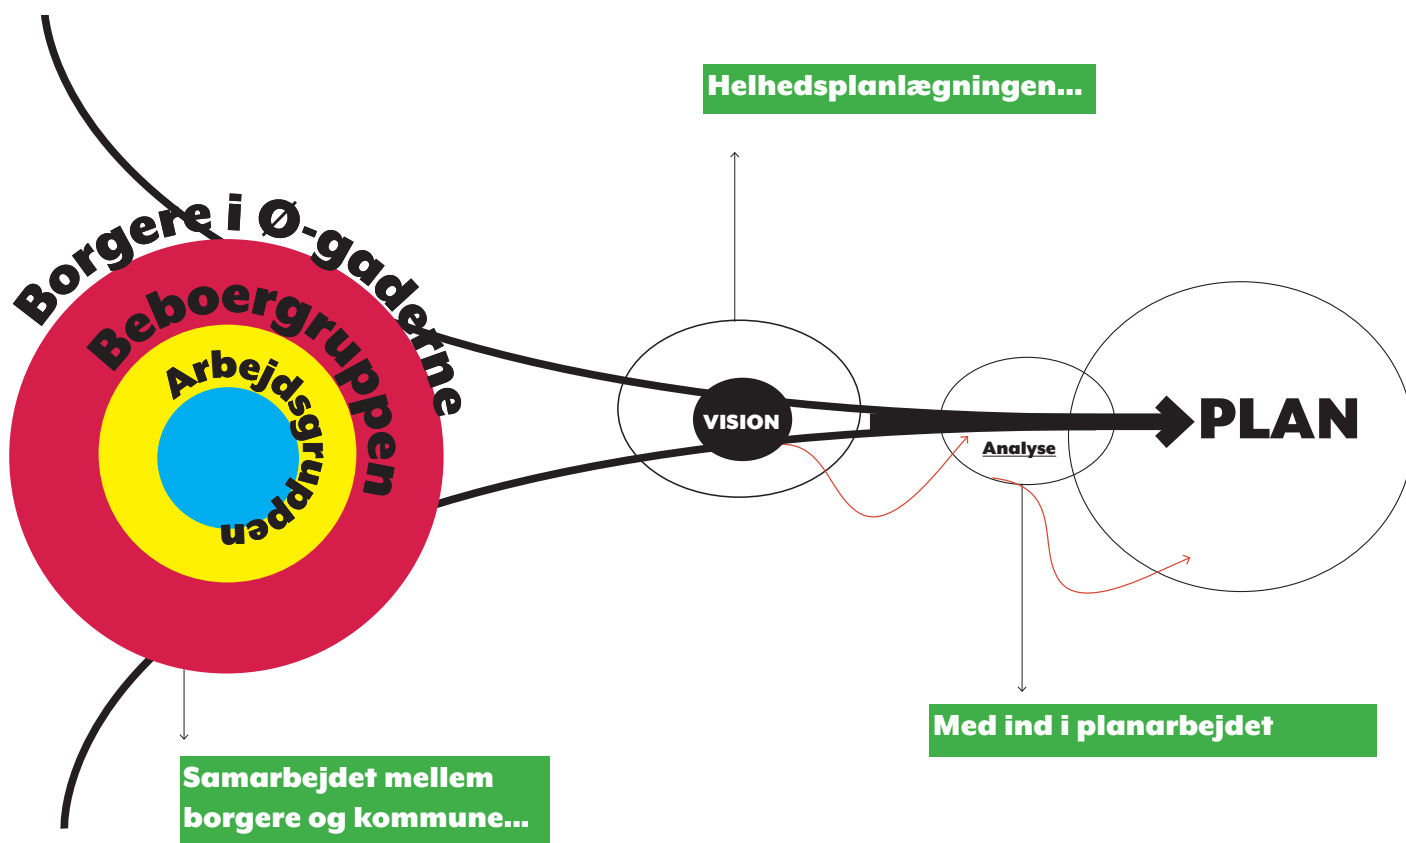 Helhedsplanlægningen...
Borgere i Ø-gaderne
Beboergruppen
Arbejdsgruppen
VISION
Analyse
PLAN
Med ind i planarbejdet
Samarbejdet mellem
borgere og kommune...